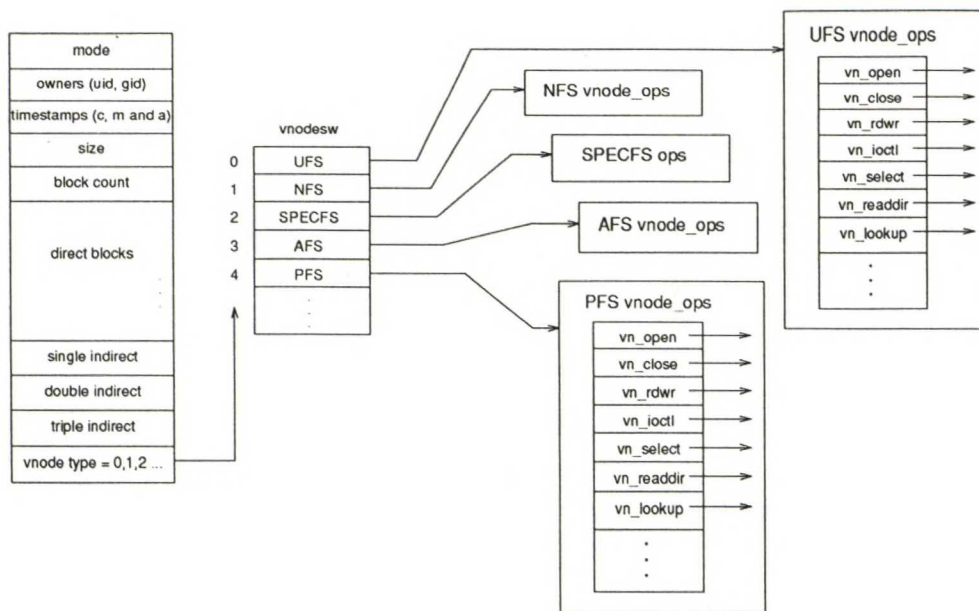 mode
owners (uid, gid)
timestamps (c, m and a)
size
block count
direct blocks
single indirect
double indirect
triple indirect
vnode type = 0,1,2 ...
vnodesw
0 UFS
1 NFS
2 SPECFS
3 AFS
4 PFS
NFS vnode_ops
SPECFS ops
AFS vnode_ops
PFS vnode_ops
vn_open
vn_close
vn_rdwr
vn_ioctl
vn_select
vn_readdir
vn_lookup
UFS vnode_ops
vn_open
vn_close
vn_rdwr
vn_ioctl
vn_select
vn_readdir
vn_lookup